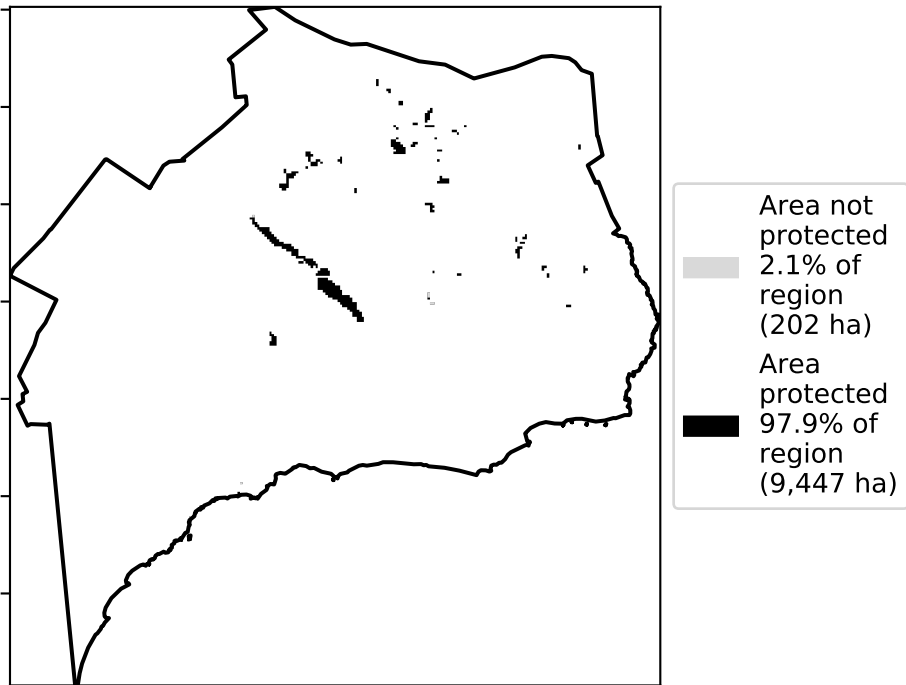 Area not
protected
2.1% of
region
(202 ha)
Area
protected
97.9% of
region
(9,447 ha)